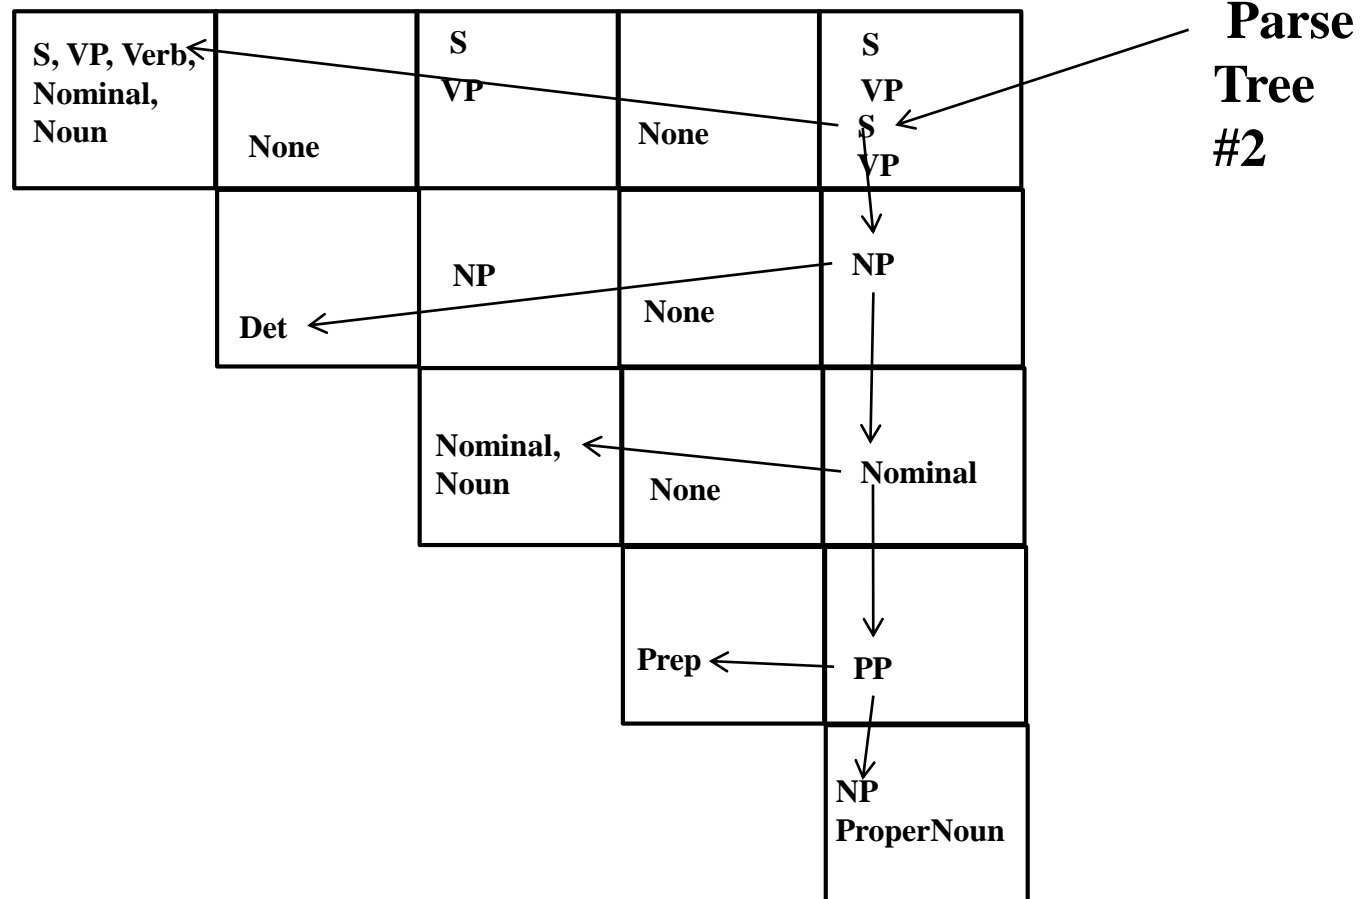 S, VP, Verb,
Nominal,
Noun
None
S
VP
None
S
VP
S
VP
Parse
Tree
#2
Det
NP
None
NP
Nominal,
Noun
None
Nominal
Prep
PP
NP
ProperNoun